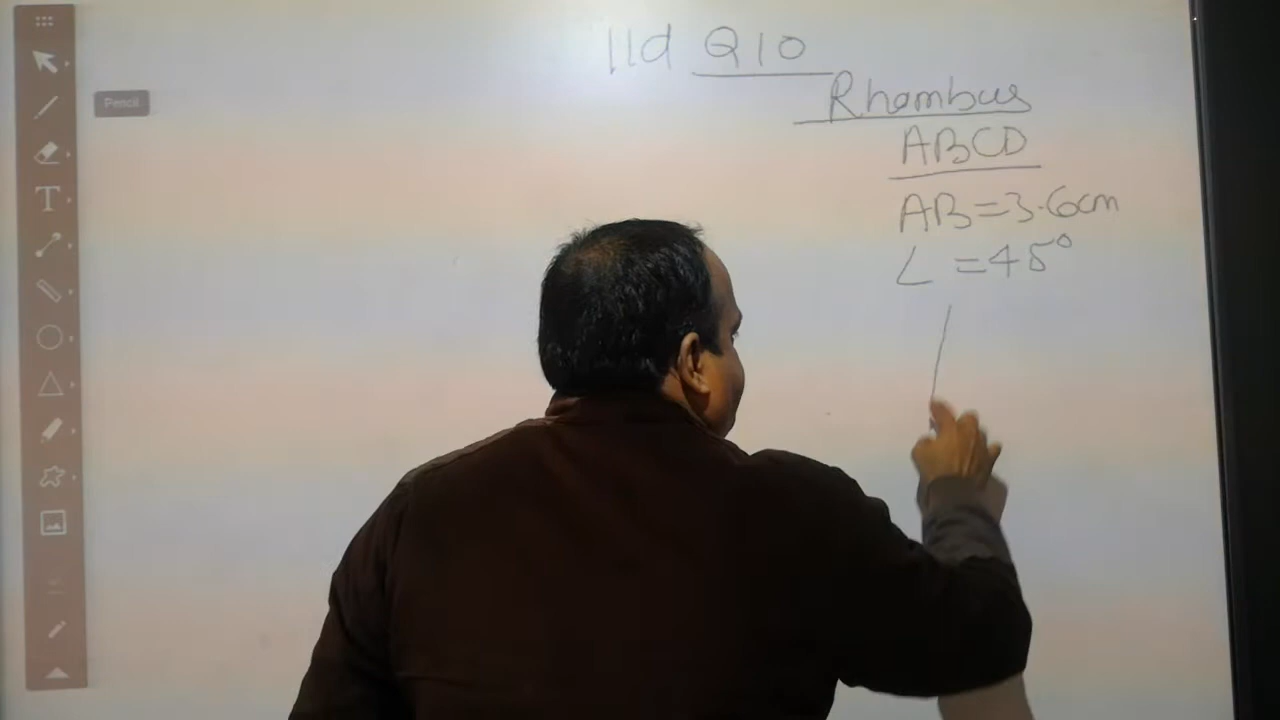 11d Q10
Rhombus
ABCD
AB=3.6cm
∠ =45°
Pencil
T